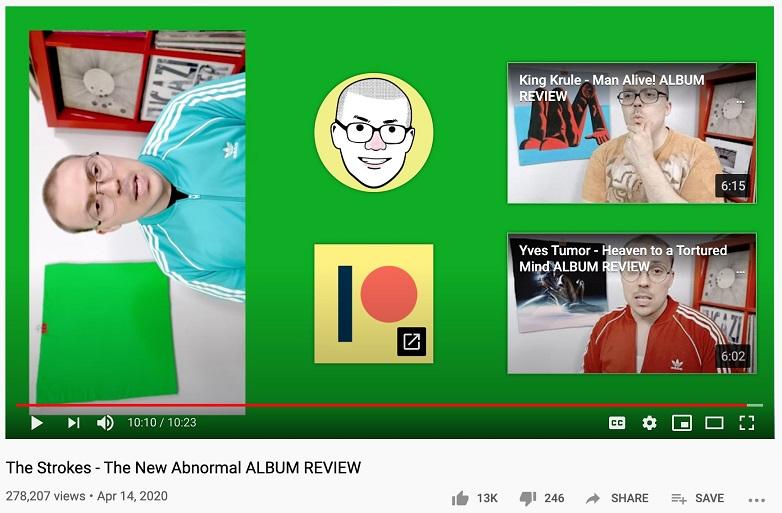 King Krule - Man Alive! ALBUM
REVIEW
6:15
Yves Tumor - Heaven to a Tortured
Mind ALBUM REVIEW
6:02
10:10 / 10:23
CC
The Strokes - The New Abnormal ALBUM REVIEW
278,207 views • Apr 14, 2020
13K
246
SHARE
SAVE